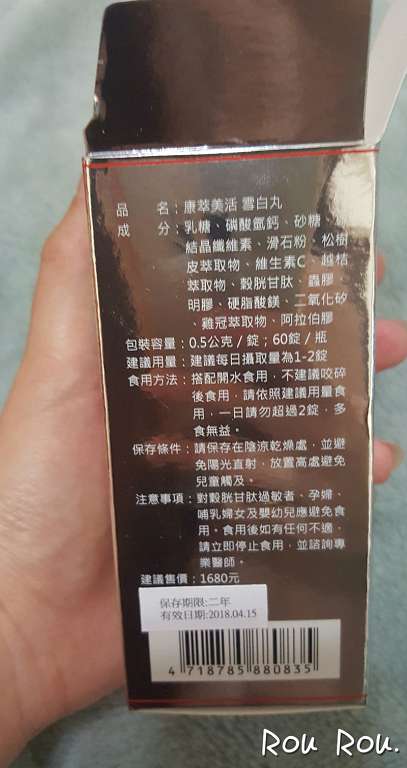 品　　名：康萃美活 雪白丸
成　　分：乳糖、磷酸氫鈣、砂糖
結晶纖維素、滑石粉、松樹
皮萃取物、維生素C、越桔
萃取物、穀胱甘肽、蟲膠
明膠、硬脂酸鎂、二氧化矽
、雞冠萃取物、阿拉伯膠
包裝容量：0.5公克／錠；60錠／瓶
建議用量：建議每日攝取量為1-2錠
食用方法：搭配開水食用，不建議咬碎
後食用，請依照建議用量食
用，一日請勿超過2錠，多
食無益。
保存條件：請保存在陰涼乾燥處，並避
免陽光直射，放置高處避免
兒童觸及。
注意事項：對穀胱甘肽過敏者、孕婦、
哺乳婦女及嬰幼兒應避免食
用。食用後如有任何不適，
請立即停止食用，並諮詢專
業醫師。
建議售價：1680元
保存期限:二年
有效日期:2018.04.15
4 718785 880835
Rou Rou.